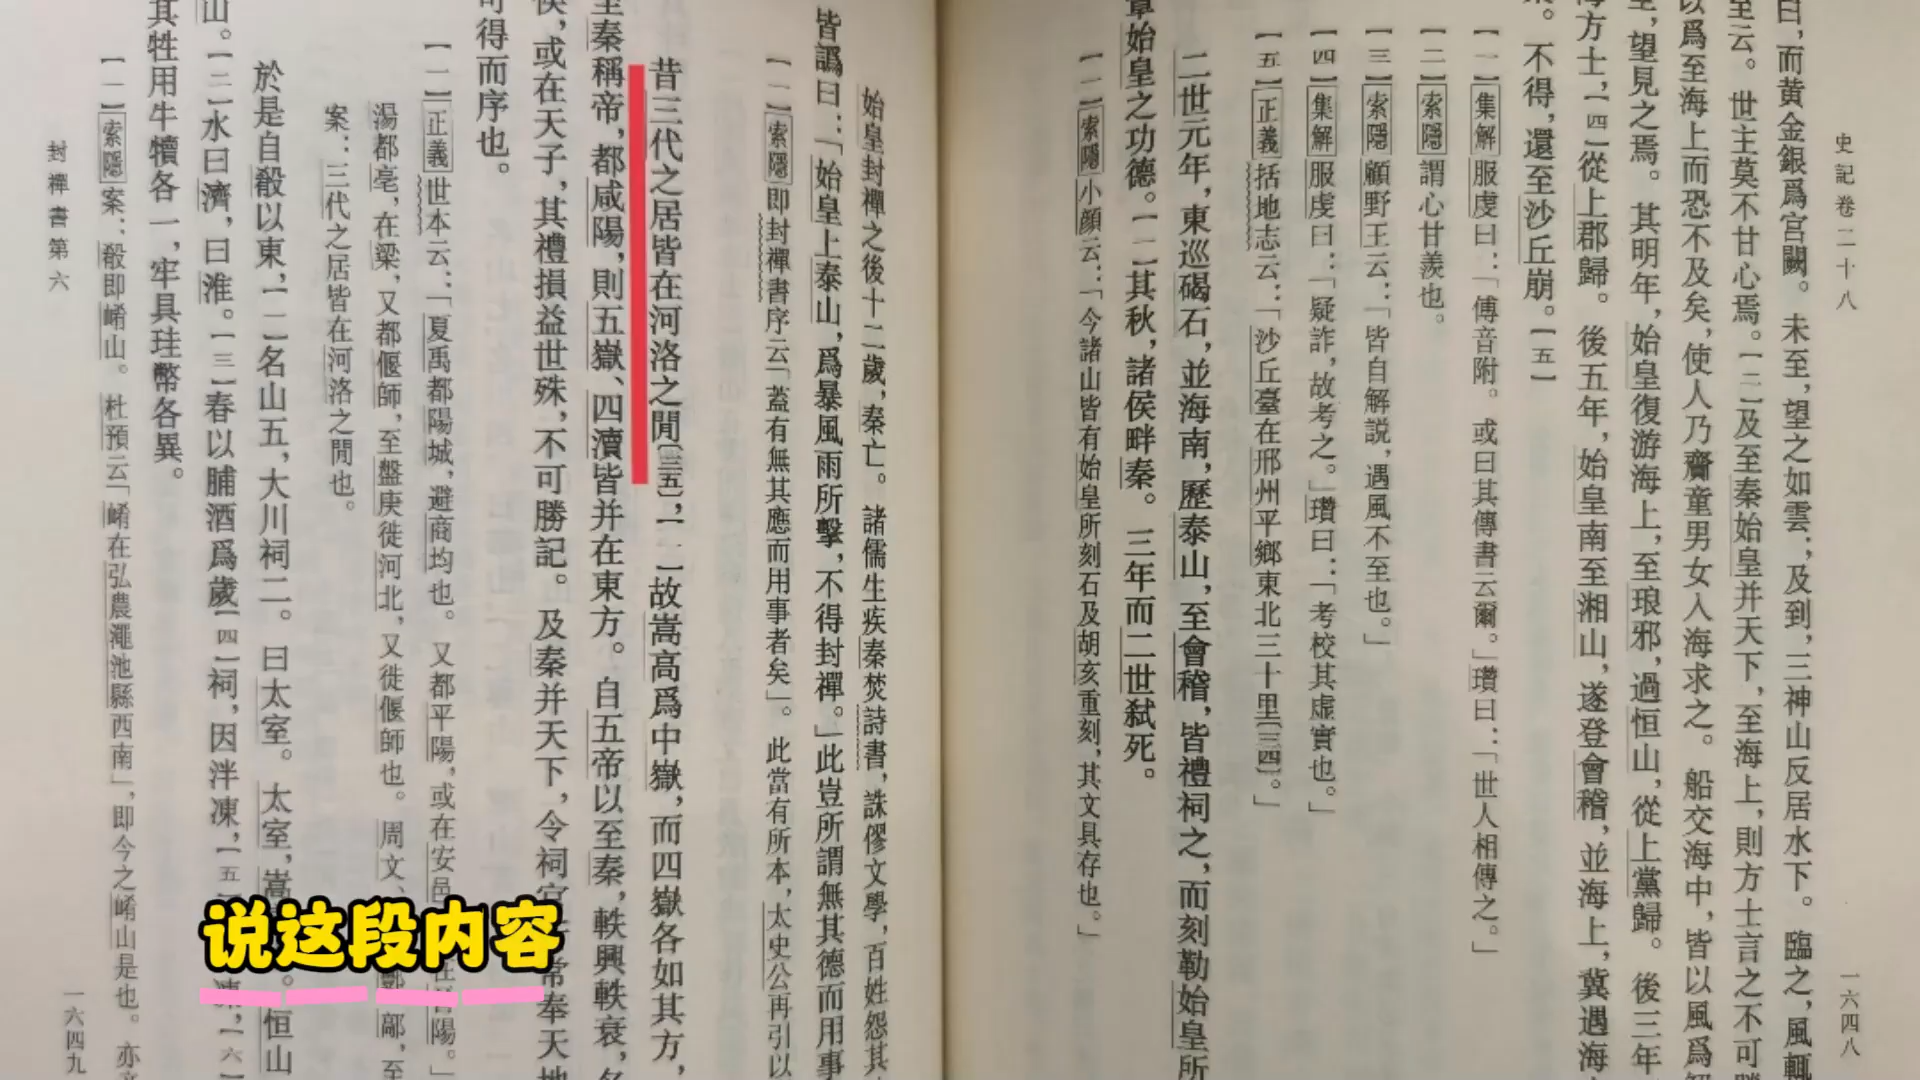 史記卷二十八
一六四八
曰，而黃金銀爲宮闕。未至，望之如雲；及到，三神山反居水下。臨之，風輒
至云。世主莫不甘心焉。〔二〕及至秦始皇并天下，至海上，則方士言之不可勝
以爲至海上而恐不及矣，使人乃齎童男女入海求之。船交海中，皆以風爲
望見之焉。其明年，始皇復游海上，至琅邪，過恒山，從上黨歸。後三年
海方士，〔四〕從上郡歸。後五年，始皇南至湘山，遂登會稽，並海上，冀遇海
不得，還至沙丘崩。〔五〕
〔一〕集解服虔曰：「傅音附。或曰其傳書云爾。」瓚曰：「世人相傳之。」
〔二〕索隱謂心甘羨也。
〔三〕索隱顧野王云：「皆自解說，遇風不至也。」
〔四〕集解服虔曰：「疑詐，故考之。」瓚曰：「考校其虛實也。」
〔五〕正義括地志云：「沙丘臺在邢州平鄉東北三十里〔三四〕。」
二世元年，東巡碣石，並海南，歷泰山，至會稽，皆禮祠之，而刻勒始皇所
章始皇之功德。〔一〕其秋，諸侯畔秦。三年而二世弒死。
〔一〕索隱小顏云：「今諸山皆有始皇所刻石及胡亥重刻，其文具存也。」
始皇封禪之後十二歲，秦亡。諸儒生疾秦焚詩書，誅僇文學，百姓怨其
皆譌曰：「始皇上泰山，爲暴風雨所擊，不得封禪。」此豈所謂無其德而用事
〔一〕索隱即封禪書序云「蓋有無其應而用事者矣」。此當有所本，太史公再引以
昔三代之居皆在河洛之閒〔三五〕，〔一〕故嵩高爲中嶽，而四嶽各如其方，
至秦稱帝，都咸陽，則五嶽、四瀆皆并在東方。自五帝以至秦，軼興軼衰，名
或在天子，其禮損益世殊，不可勝記。及秦并天下，令祠官常奉天地
可得而序也。
〔一〕正義世本云：「夏禹都陽城，避商均也。又都平陽，或在安邑
湯都亳，在梁，又都偃師，至盤庚徙河北，又徙偃師也。周文、酆、鄗，至
案：三代之居皆在河洛之閒也。
於是自殽以東，〔一〕名山五，大川祠二。曰太室。太室，嵩恒山
山。〔二〕水曰濟，曰淮。〔三〕春以脯酒爲歲〔四〕祠，因泮凍，〔五〕凍，〔六〕
其牲用牛犢各一，牢具珪幣各異。
〔一〕索隱案：殽即崤山。杜預云「崤在弘農澠池縣西南」，即今之崤山是也。亦
封禪書第六
一六四九
说这段内容